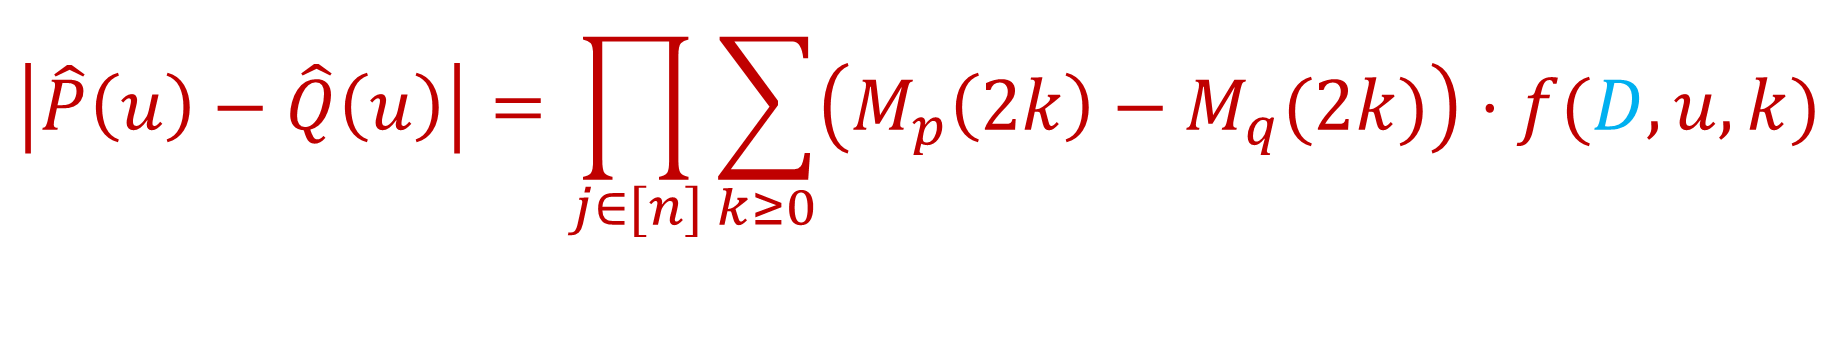 |P̂(u) − Q̂(u)| = ∏_{j∈[n]} ∑_{k≥0} (M_p(2k) − M_q(2k)) · f(D, u, k)